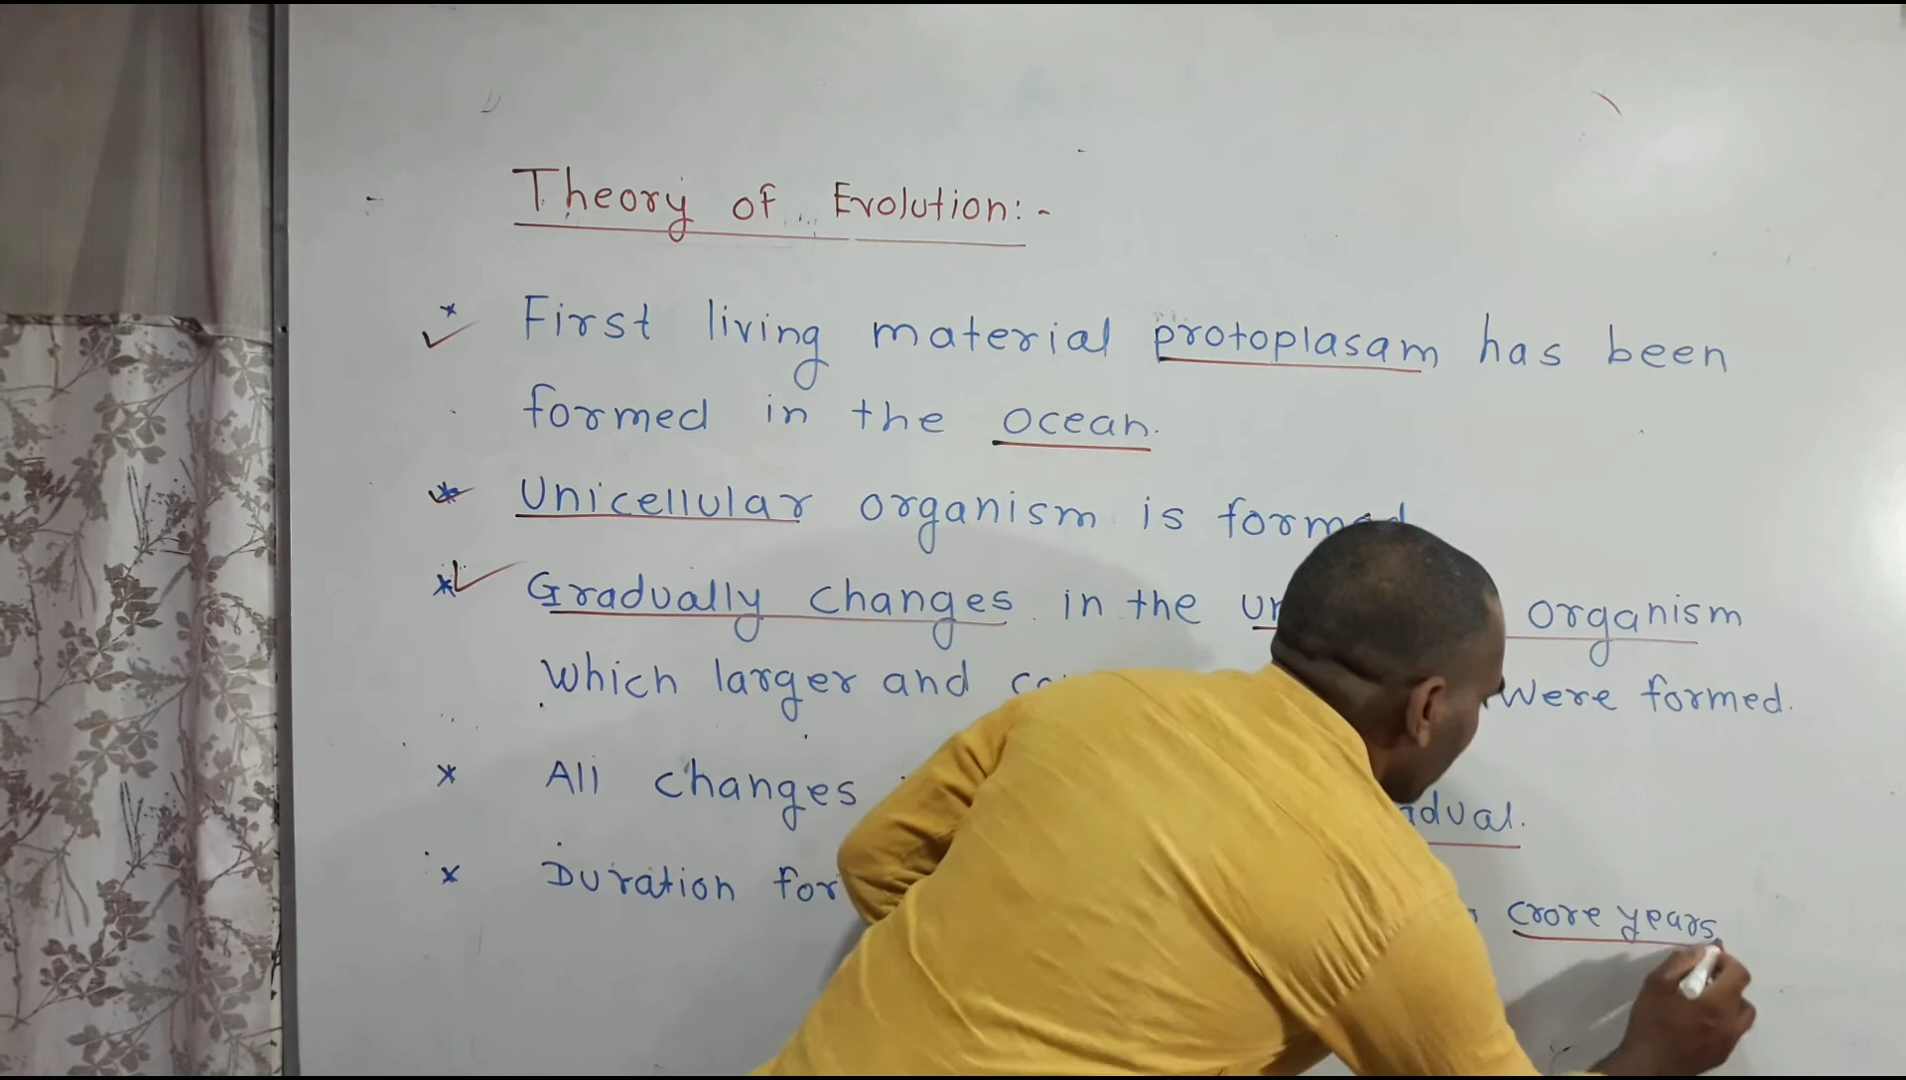 Theory of Evolution:-
* First living material protoplasam has been
formed in the ocean.
* Unicellular organism is formed
* Gradually changes in the organism
which larger and were formed.
* All changes
* Duration for crore years